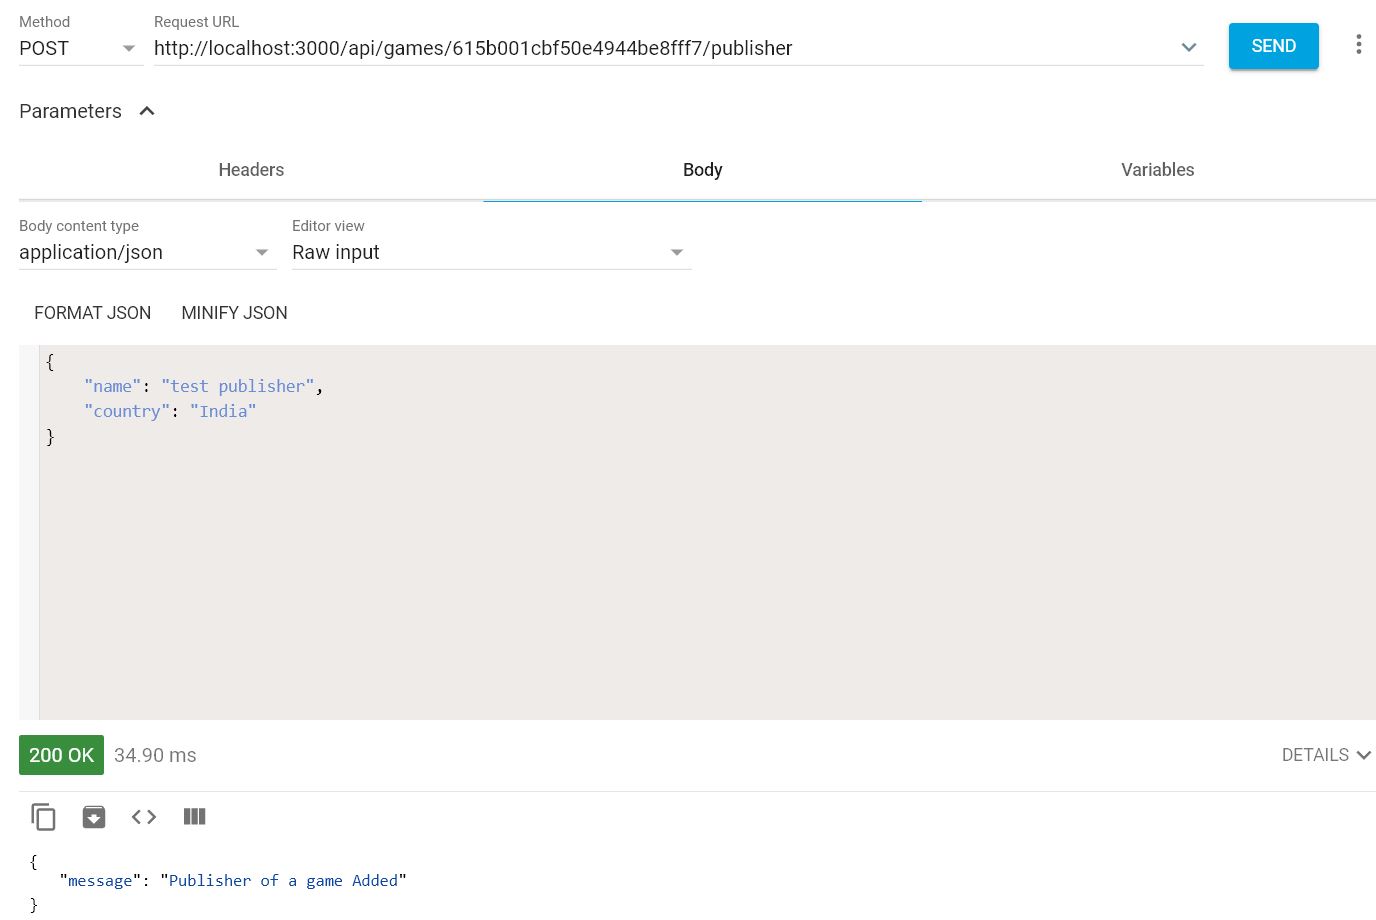 Method
POST
Request URL
http://localhost:3000/api/games/615b001cbf50e4944be8fff7/publisher
SEND
Parameters
Headers
Body
Variables
Body content type
application/json
Editor view
Raw input
FORMAT JSON
MINIFY JSON
{
    "name": "test publisher",
    "country": "India"
}
200 OK
34.90 ms
DETAILS
{
    "message": "Publisher of a game Added"
}